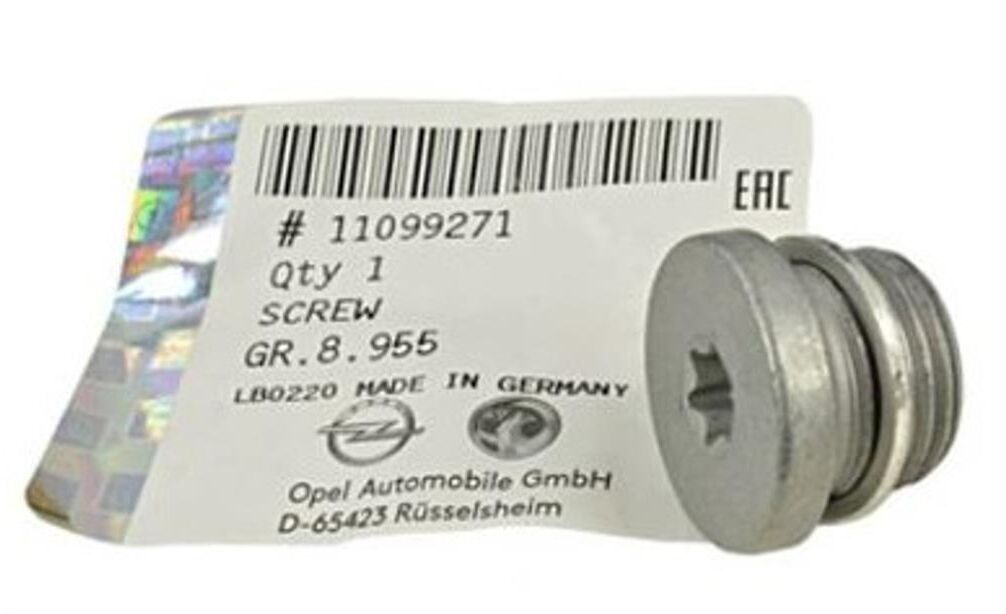 EAC
# 11099271
Qty 1
SCREW
GR.8.955
LB0220 MADE IN GERMANY
Opel Automobile GmbH
D-65423 Rüsselsheim